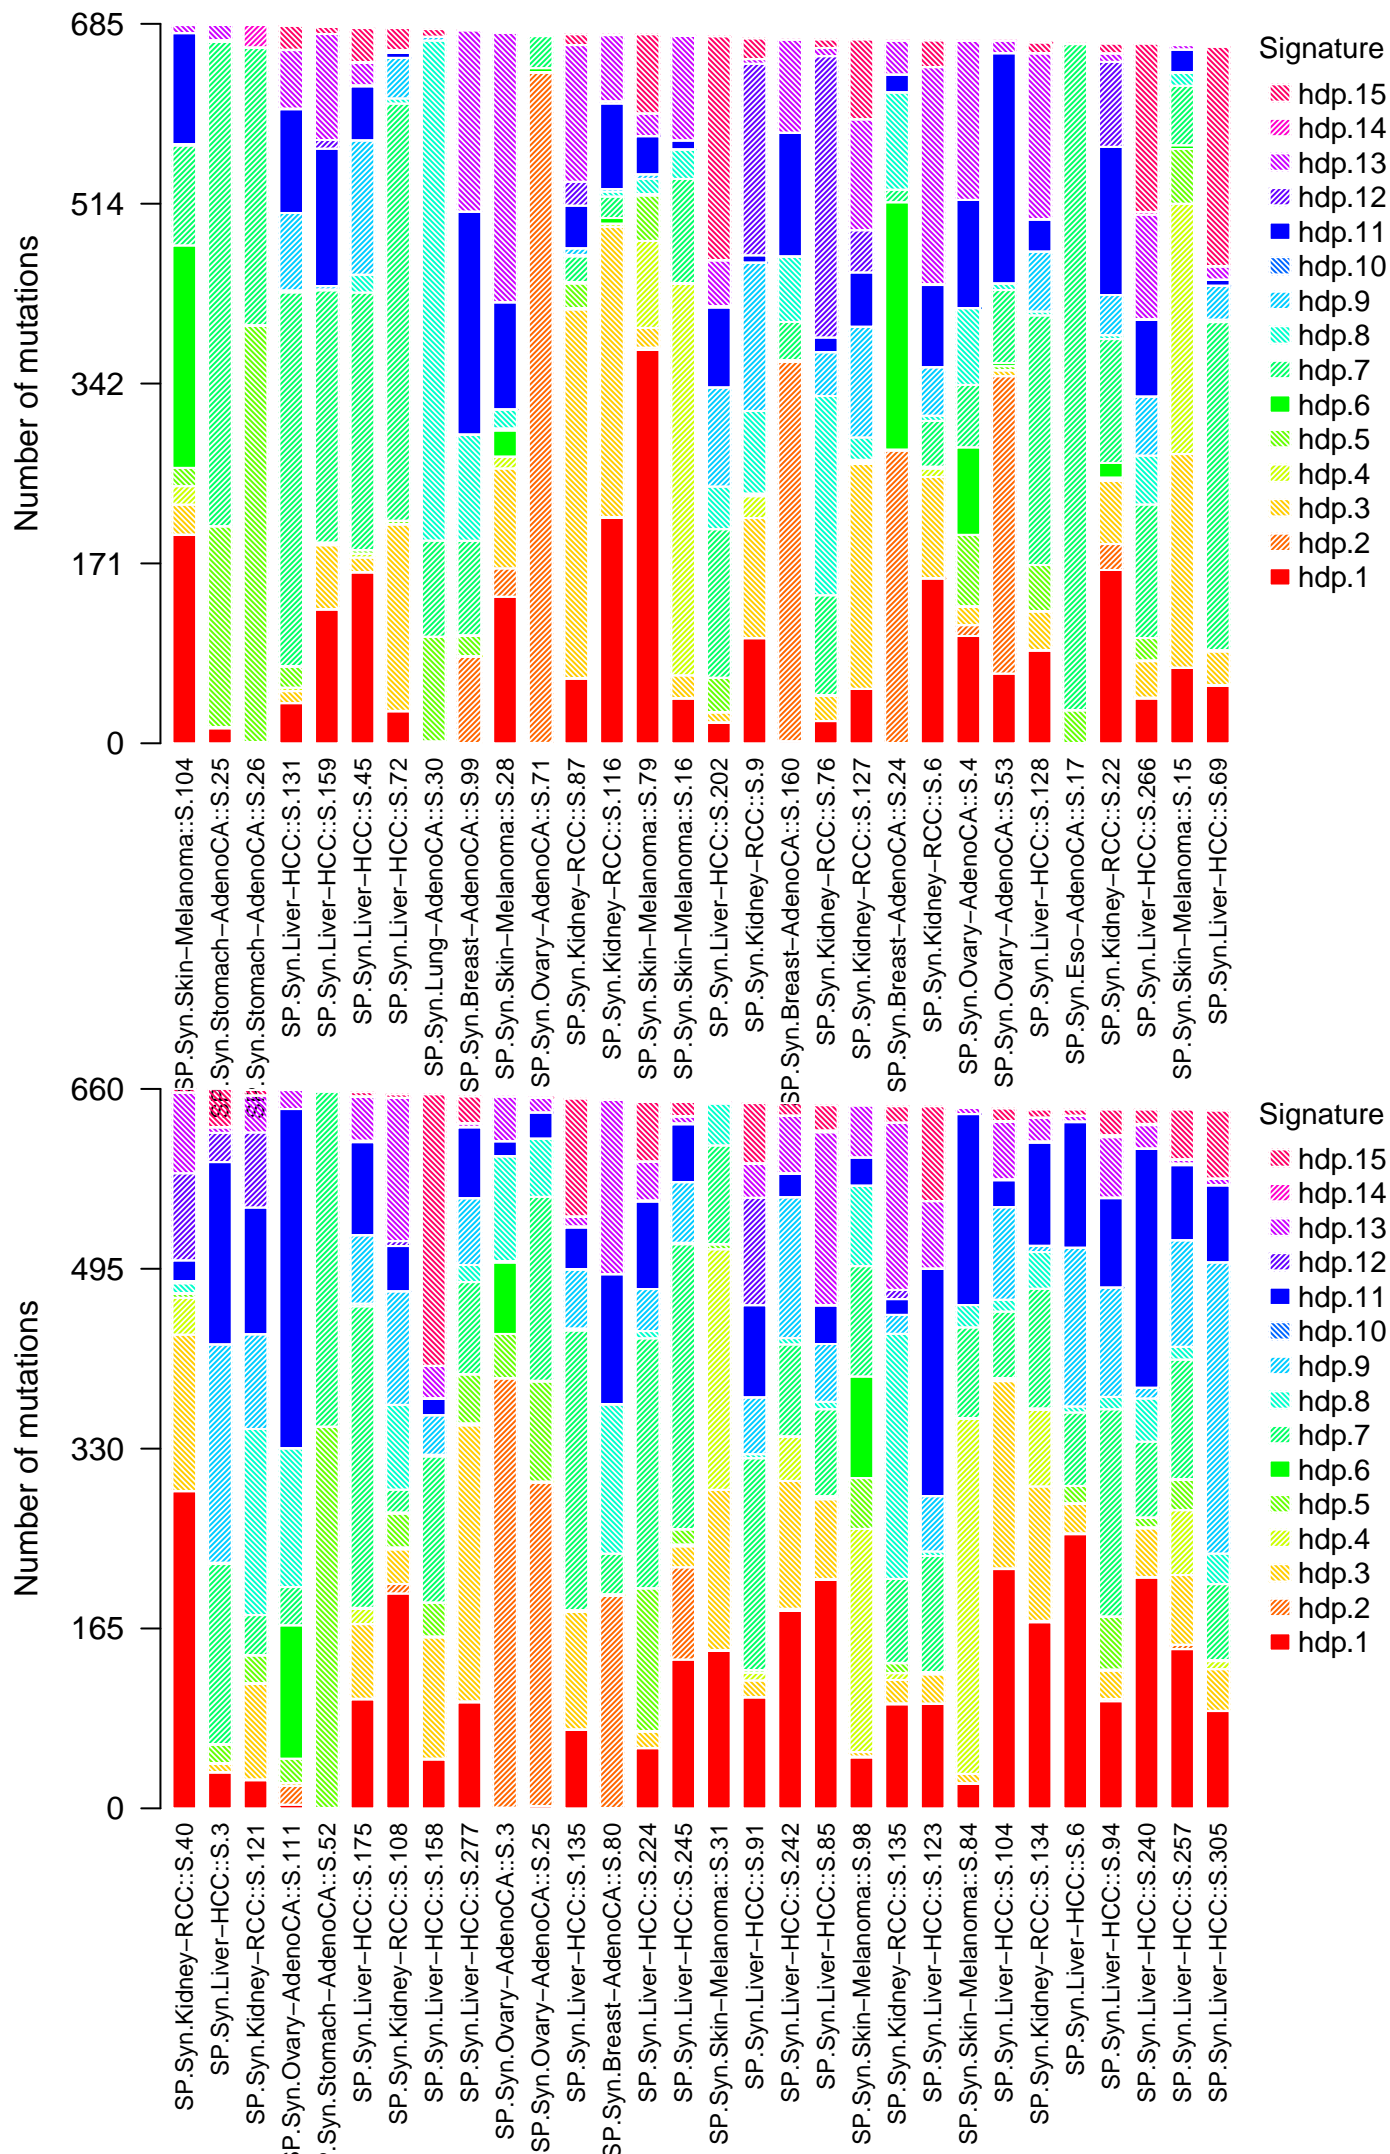 Number of mutations
685
514
342
171
0
Signature
hdp.15
hdp.14
hdp.13
hdp.12
hdp.11
hdp.10
hdp.9
hdp.8
hdp.7
hdp.6
hdp.5
hdp.4
hdp.3
hdp.2
hdp.1
SP.Syn.Skin−Melanoma::S.104
SP.Syn.Stomach−AdenoCA::S.25
SP.Syn.Stomach−AdenoCA::S.26
SP.Syn.Liver−HCC::S.131
SP.Syn.Liver−HCC::S.159
SP.Syn.Liver−HCC::S.45
SP.Syn.Liver−HCC::S.72
SP.Syn.Lung−AdenoCA::S.30
SP.Syn.Breast−AdenoCA::S.99
SP.Syn.Skin−Melanoma::S.28
SP.Syn.Ovary−AdenoCA::S.71
SP.Syn.Kidney−RCC::S.87
SP.Syn.Kidney−RCC::S.116
SP.Syn.Skin−Melanoma::S.79
SP.Syn.Skin−Melanoma::S.16
SP.Syn.Liver−HCC::S.202
SP.Syn.Kidney−RCC::S.9
SP.Syn.Breast−AdenoCA::S.160
SP.Syn.Kidney−RCC::S.76
SP.Syn.Kidney−RCC::S.127
SP.Syn.Breast−AdenoCA::S.24
SP.Syn.Kidney−RCC::S.6
SP.Syn.Ovary−AdenoCA::S.4
SP.Syn.Ovary−AdenoCA::S.53
SP.Syn.Liver−HCC::S.128
SP.Syn.Eso−AdenoCA::S.17
SP.Syn.Kidney−RCC::S.22
SP.Syn.Liver−HCC::S.266
SP.Syn.Skin−Melanoma::S.15
SP.Syn.Liver−HCC::S.69
Number of mutations
660
495
330
165
0
Signature
hdp.15
hdp.14
hdp.13
hdp.12
hdp.11
hdp.10
hdp.9
hdp.8
hdp.7
hdp.6
hdp.5
hdp.4
hdp.3
hdp.2
hdp.1
SP.Syn.Kidney−RCC::S.40
SP.Syn.Liver−HCC::S.3
SP.Syn.Kidney−RCC::S.121
SP.Syn.Ovary−AdenoCA::S.111
P.Syn.Stomach−AdenoCA::S.52
SP.Syn.Liver−HCC::S.175
SP.Syn.Kidney−RCC::S.108
SP.Syn.Liver−HCC::S.158
SP.Syn.Liver−HCC::S.277
SP.Syn.Ovary−AdenoCA::S.3
SP.Syn.Ovary−AdenoCA::S.25
SP.Syn.Liver−HCC::S.135
SP.Syn.Breast−AdenoCA::S.80
SP.Syn.Liver−HCC::S.224
SP.Syn.Liver−HCC::S.245
SP.Syn.Skin−Melanoma::S.31
SP.Syn.Liver−HCC::S.91
SP.Syn.Liver−HCC::S.242
SP.Syn.Liver−HCC::S.85
SP.Syn.Skin−Melanoma::S.98
SP.Syn.Kidney−RCC::S.135
SP.Syn.Liver−HCC::S.123
SP.Syn.Skin−Melanoma::S.84
SP.Syn.Liver−HCC::S.104
SP.Syn.Kidney−RCC::S.134
SP.Syn.Liver−HCC::S.6
SP.Syn.Liver−HCC::S.94
SP.Syn.Liver−HCC::S.240
SP.Syn.Liver−HCC::S.257
SP.Syn.Liver−HCC::S.305